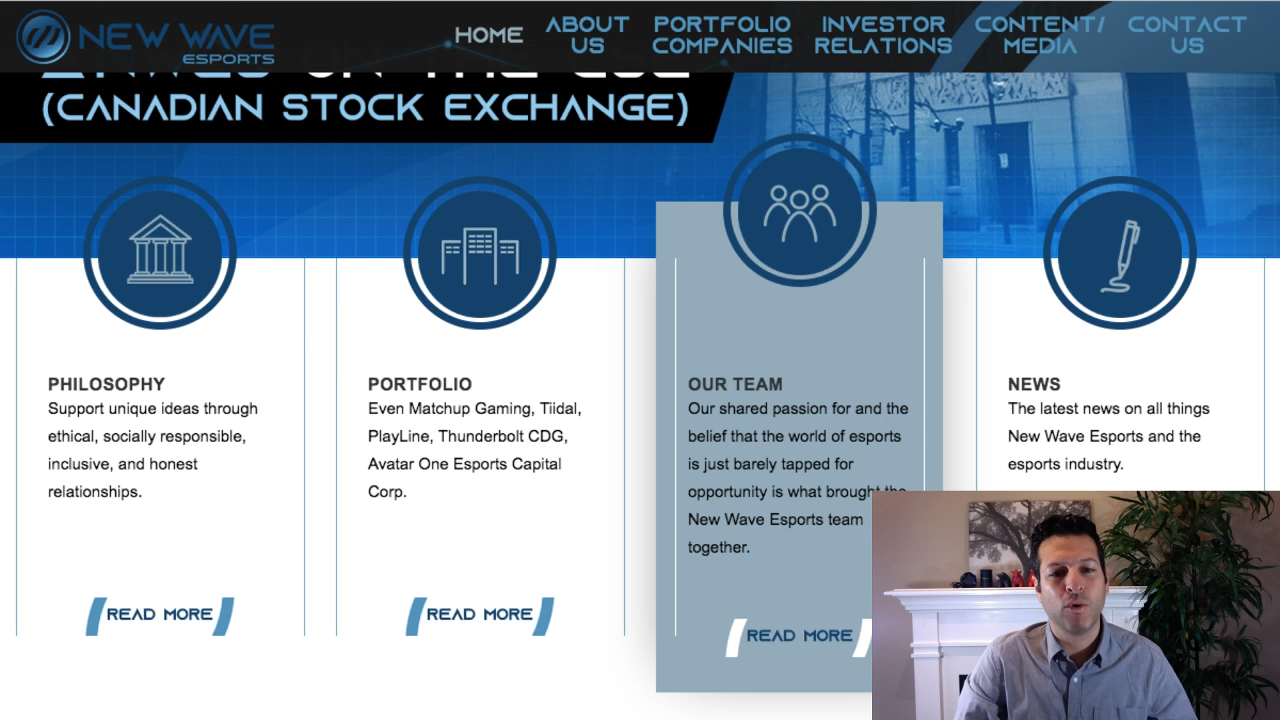 NEW WAVE
ESPORTS
HOME
ABOUT
US
PORTFOLIO
COMPANIES
INVESTOR
RELATIONS
CONTENT/
MEDIA
CONTACT
US
(CANADIAN STOCK EXCHANGE)
PHILOSOPHY
Support unique ideas through
ethical, socially responsible,
inclusive, and honest
relationships.
READ MORE
PORTFOLIO
Even Matchup Gaming, Tiidal,
PlayLine, Thunderbolt CDG,
Avatar One Esports Capital
Corp.
READ MORE
OUR TEAM
Our shared passion for and the
belief that the world of esports
is just barely tapped for
opportunity is what brought the
New Wave Esports team
together.
READ MORE
NEWS
The latest news on all things
New Wave Esports and the
esports industry.